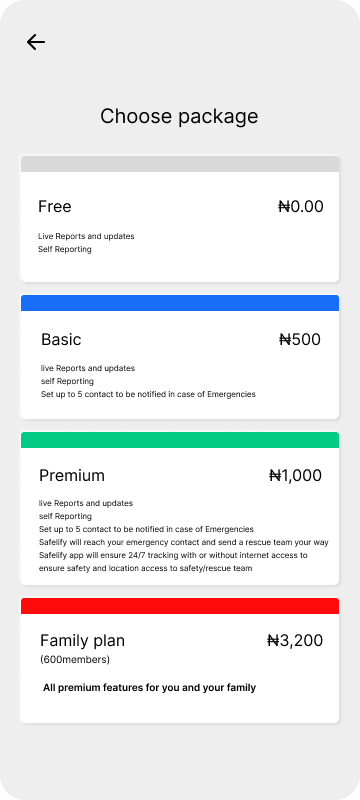 Choose package
Free ₦0.00
Live Reports and updates
Self Reporting
Basic ₦500
live Reports and updates
self Reporting
Set up to 5 contact to be notified in case of Emergencies
Premium ₦1,000
live Reports and updates
self Reporting
Set up to 5 contact to be notified in case of Emergencies
Safelify will reach your emergency contact and send a rescue team your way
Safelify app will ensure 24/7 tracking with or without internet access to
ensure safety and location access to safety/rescue team
Family plan ₦3,200
(600members)
All premium features for you and your family